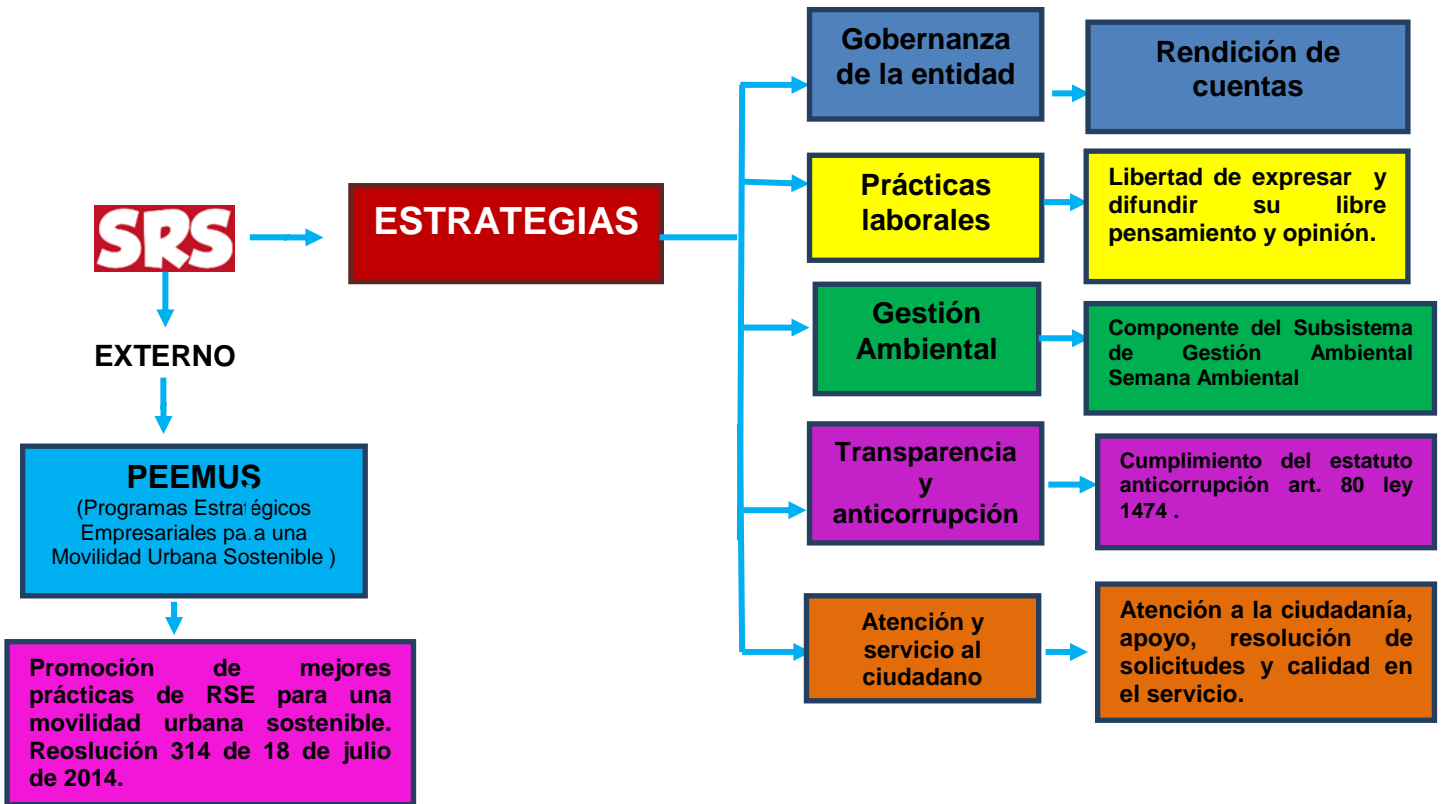 SRS
EXTERNO
PEEMUS
(Programas Estratégicos
Empresariales para una
Movilidad Urbana Sostenible )
Promoción de mejores
prácticas de RSE para una
movilidad urbana sostenible.
Reoslución 314 de 18 de julio
de 2014.
ESTRATEGIAS
Gobernanza
de la entidad
Rendición de
cuentas
Prácticas
laborales
Libertad de expresar y
difundir su libre
pensamiento y opinión.
Gestión
Ambiental
Componente del Subsistema
de Gestión Ambiental
Semana Ambiental
Transparencia
y
anticorrupción
Cumplimiento del estatuto
anticorrupción art. 80 ley
1474 .
Atención y
servicio al
ciudadano
Atención a la ciudadanía,
apoyo, resolución de
solicitudes y calidad en
el servicio.